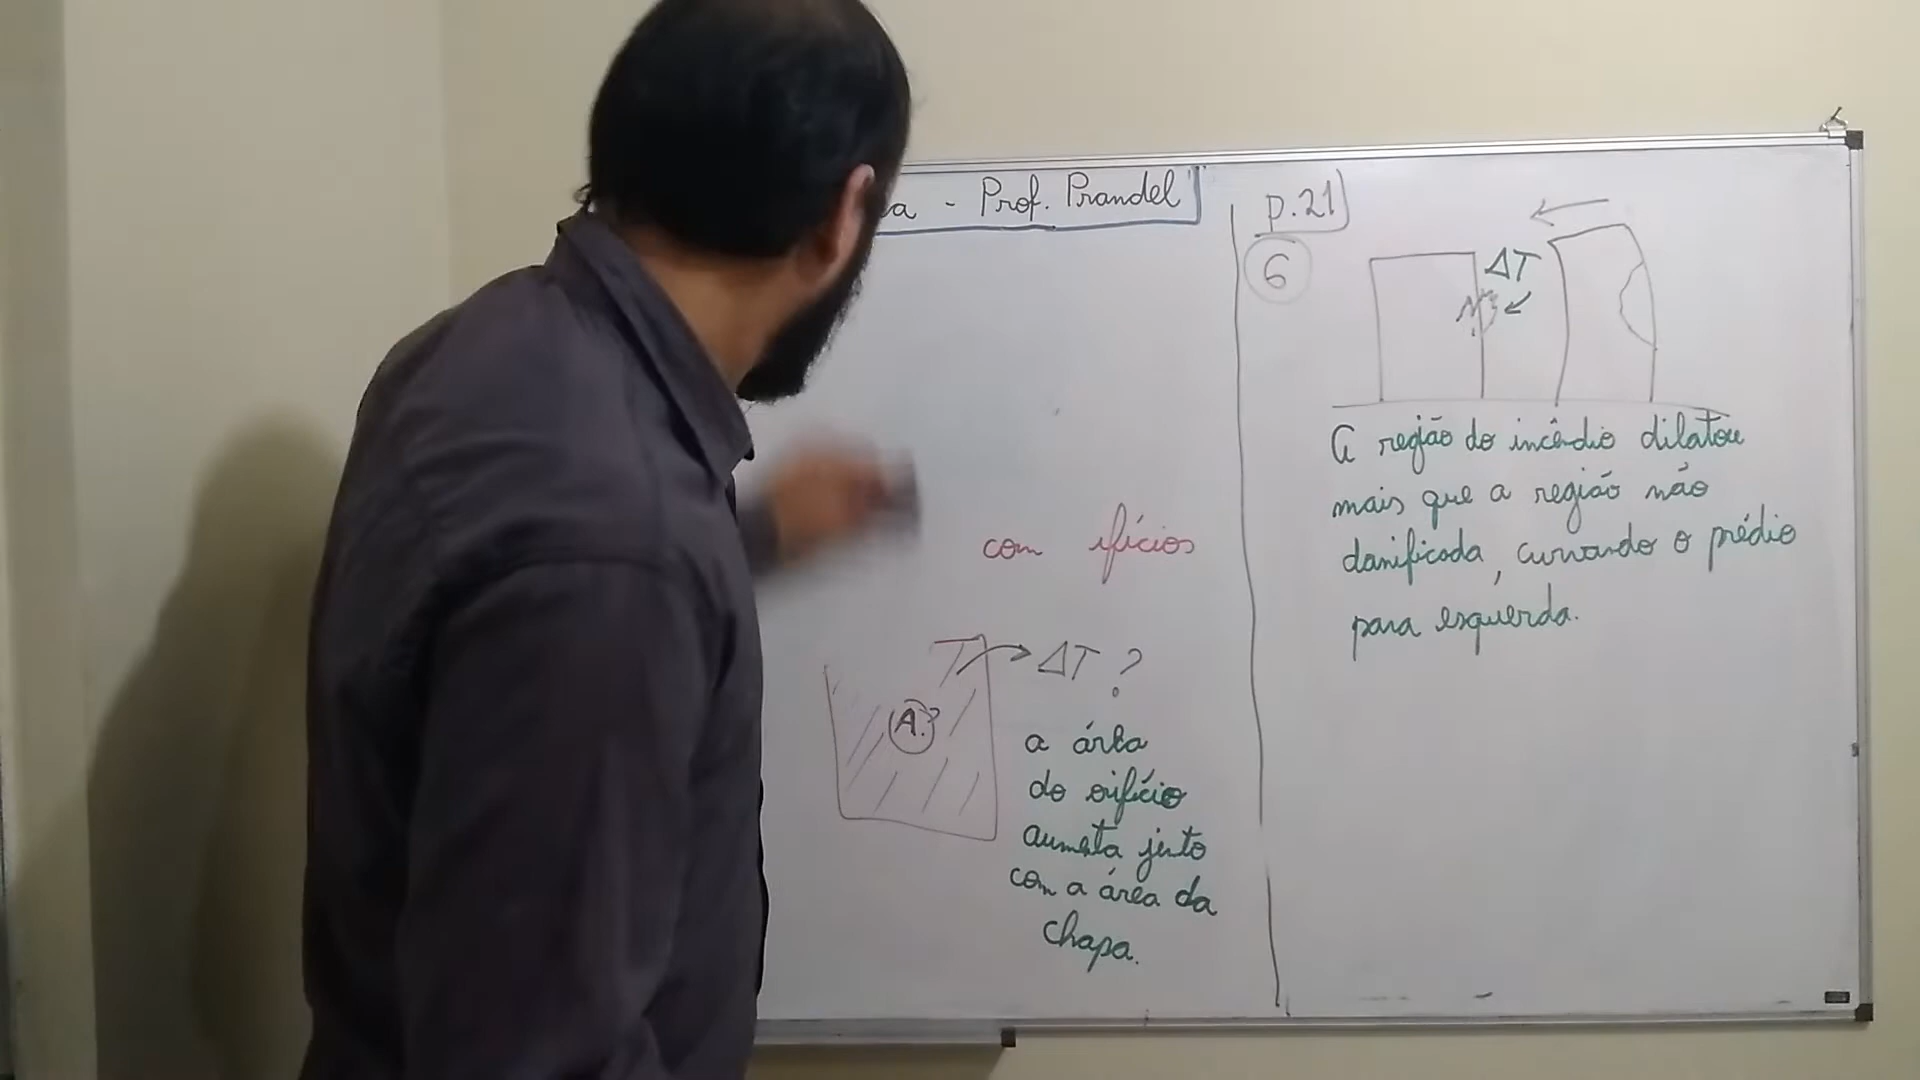 a - Prof. Prandel
com ifícios
ΔT ?
A?
a área
do orifício
aumenta junto
com a área da
chapa.
p.21
6
ΔT
A região do incêndio dilatou
mais que a região não
danificada, curvando o prédio
para esquerda.